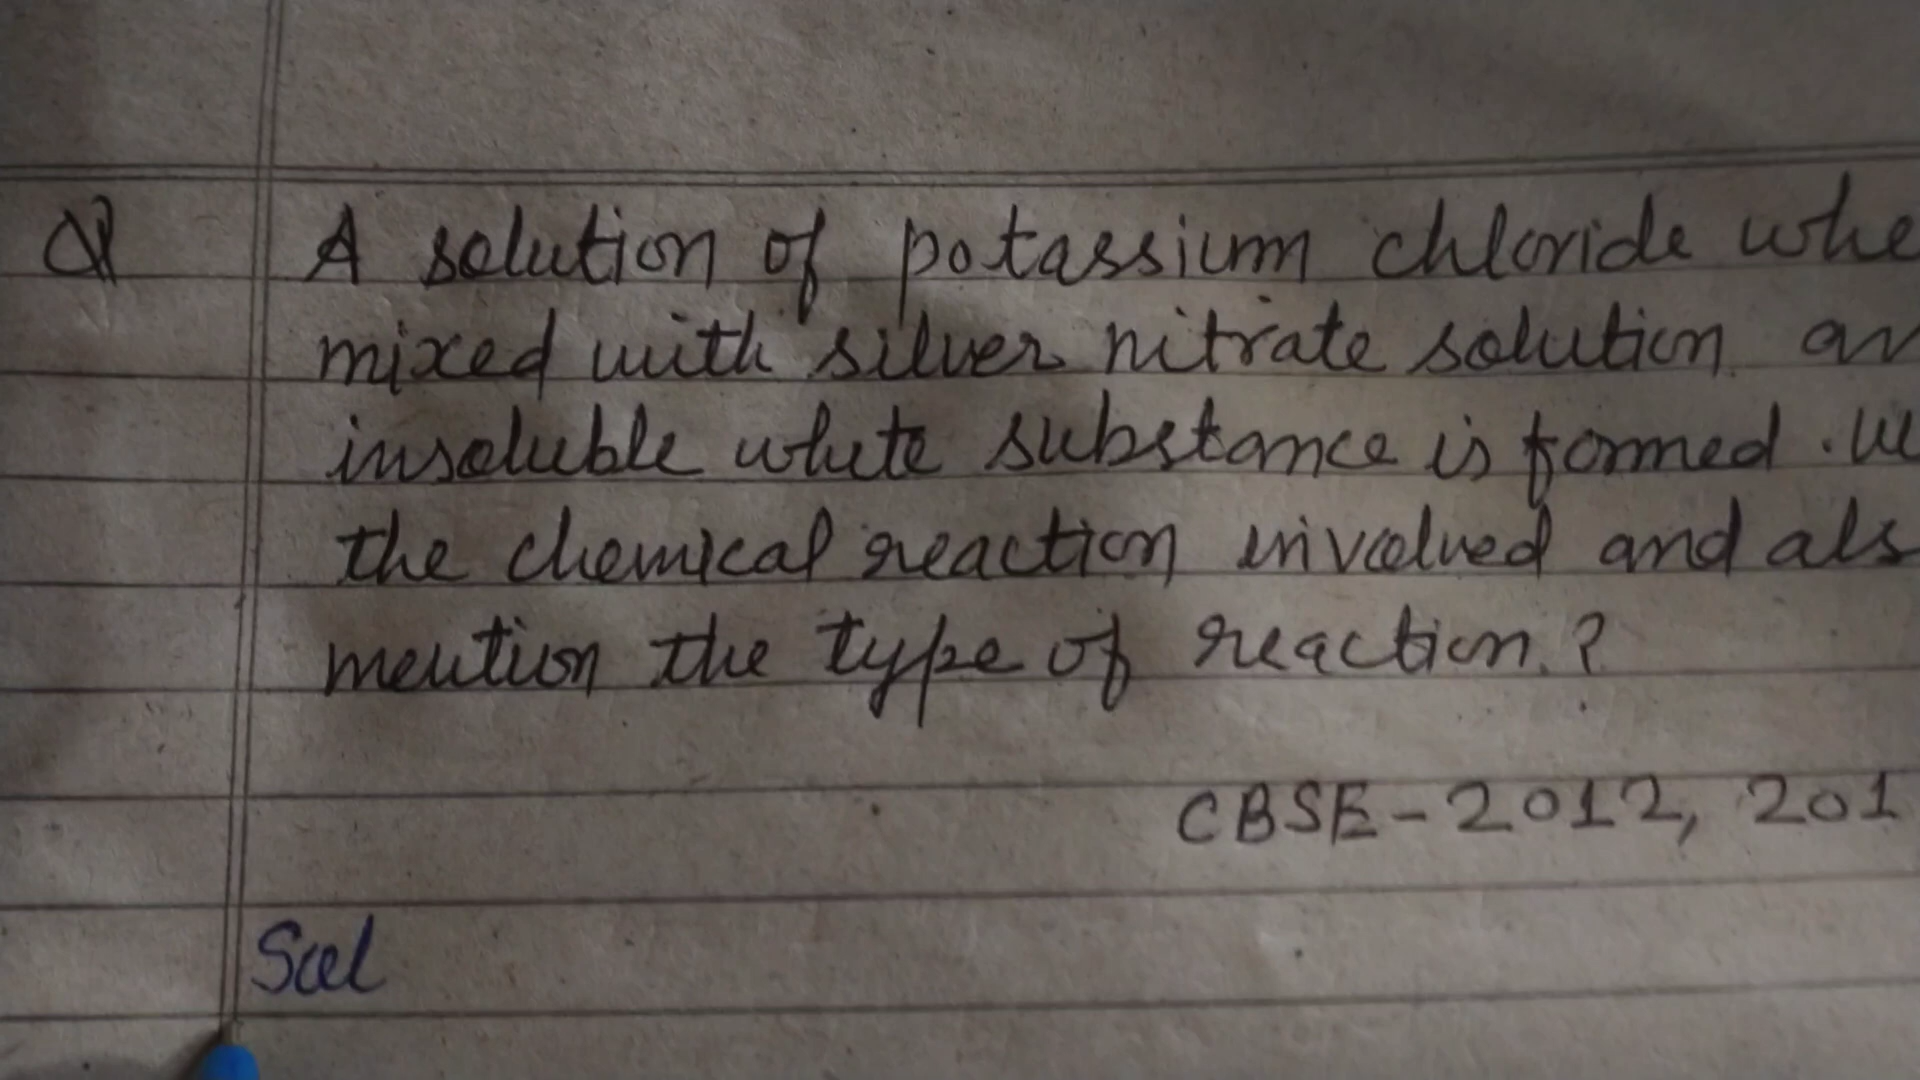 Q A solution of potassium chloride whe
mixed with silver nitrate solution an
insoluble white substance is formed. W
the chemical reaction involved and als
mention the type of reaction.?
CBSE-2012, 201
Sol